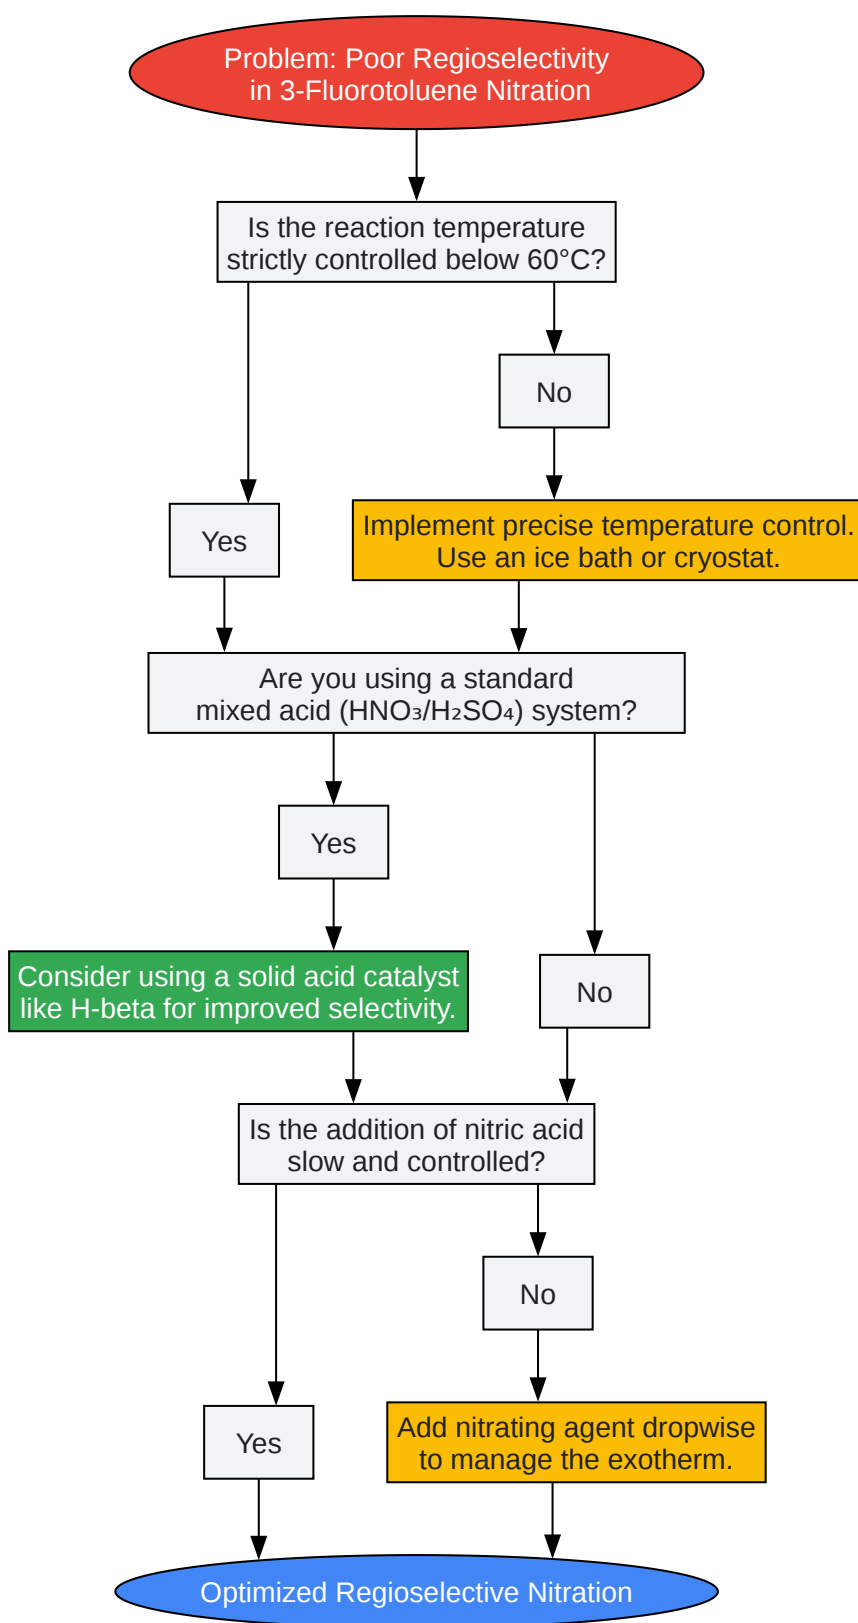 Problem: Poor Regioselectivity
in 3-Fluorotoluene Nitration
Is the reaction temperature
strictly controlled below 60°C?
No
Implement precise temperature control.
Use an ice bath or cryostat.
Yes
Are you using a standard
mixed acid (HNO₃/H₂SO₄) system?
Yes
Consider using a solid acid catalyst
like H-beta for improved selectivity.
No
Is the addition of nitric acid
slow and controlled?
No
Add nitrating agent dropwise
to manage the exotherm.
Yes
Optimized Regioselective Nitration